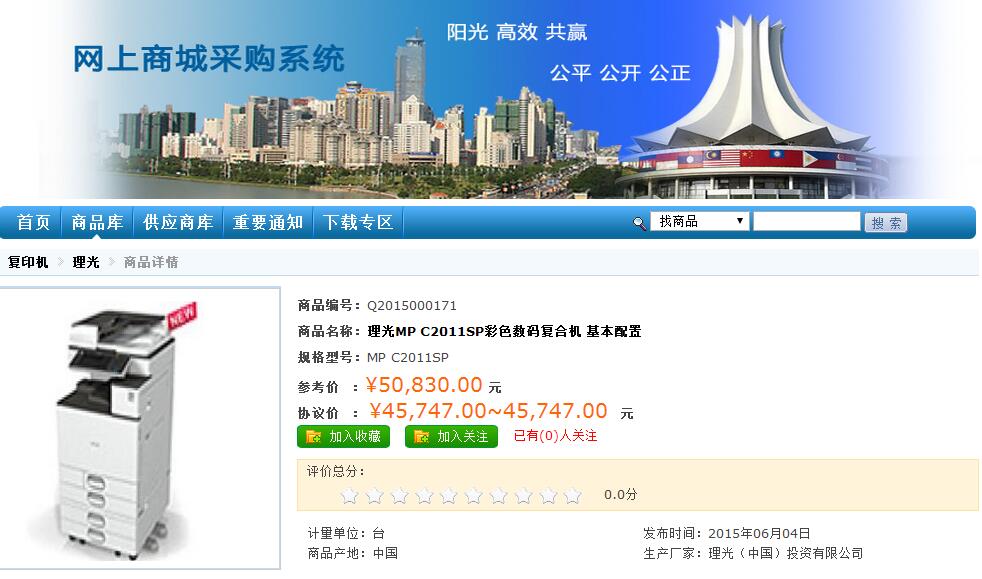 阳光 高效 共赢
网上商城采购系统
公平 公开 公正
首页 商品库 供应商库 重要通知 下载专区 找商品 搜 索
复印机 理光 商品详情
NEW
商品编号：Q2015000171
商品名称：理光MP C2011SP彩色数码复合机 基本配置
规格型号：MP C2011SP
参考价 ：¥50,830.00 元
协议价 ：¥45,747.00~45,747.00 元
加入收藏 加入关注 已有(0)人关注
评价总分：
0.0分
计量单位：台 发布时间：2015年06月04日
商品产地：中国 生产厂家：理光（中国）投资有限公司